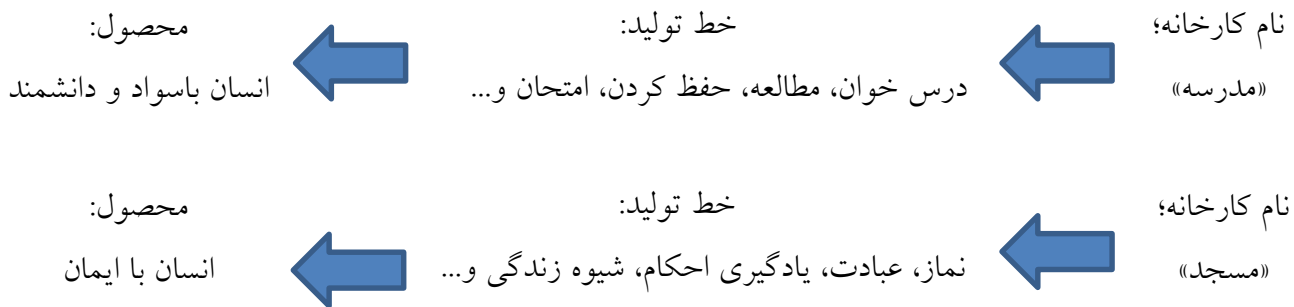 نام کارخانه؛ خط تولید: محصول:
«مدرسه» درس خوان، مطالعه، حفظ کردن، امتحان و... انسان باسواد و دانشمند
نام کارخانه؛ خط تولید: محصول:
«مسجد» نماز، عبادت، یادگیری احکام، شیوه زندگی و... انسان با ایمان